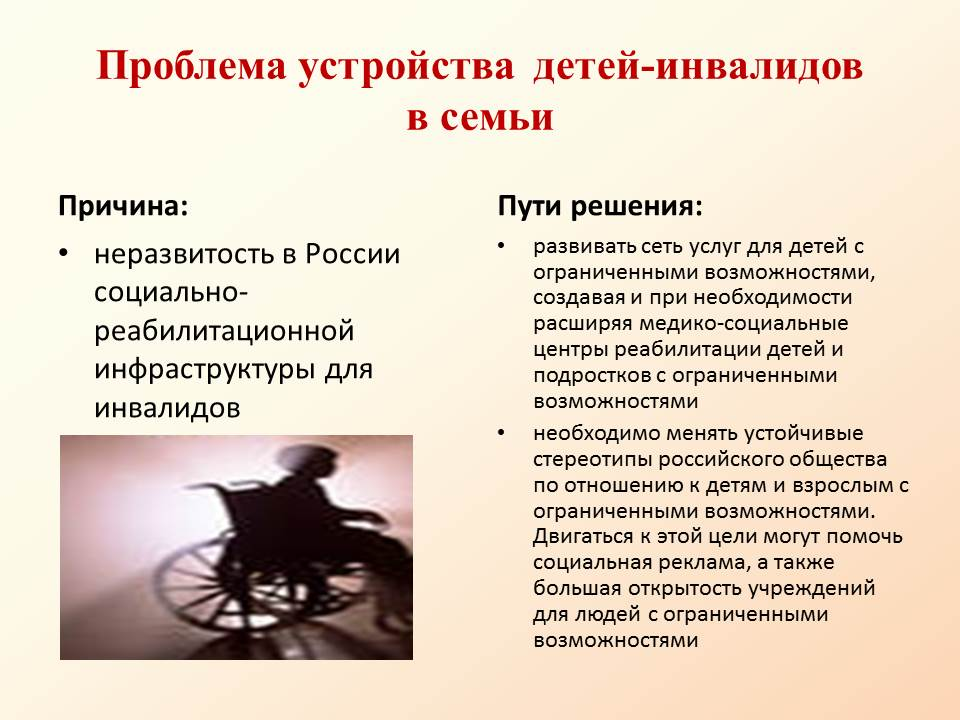 Проблема устройства детей-инвалидов
в семьи
Причина:
• неразвитость в России
социально-
реабилитационной
инфраструктуры для
инвалидов
Пути решения:
• развивать сеть услуг для детей с
ограниченными возможностями,
создавая и при необходимости
расширяя медико-социальные
центры реабилитации детей и
подростков с ограниченными
возможностями
• необходимо менять устойчивые
стереотипы российского общества
по отношению к детям и взрослым с
ограниченными возможностями.
Двигаться к этой цели могут помочь
социальная реклама, а также
большая открытость учреждений
для людей с ограниченными
возможностями